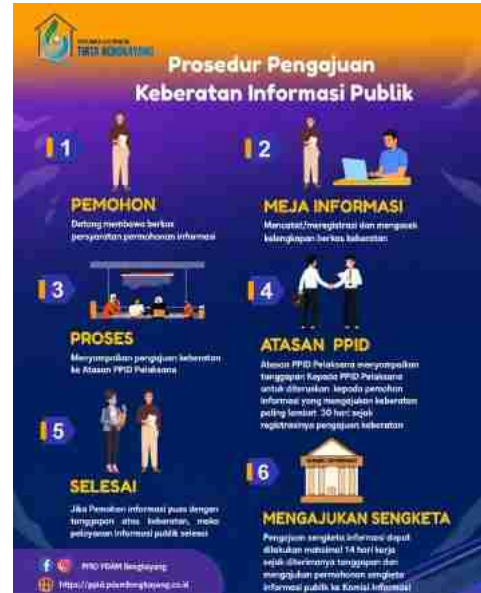 TIRTA BENGKAYANG
Prosedur Pengajuan
Keberatan Informasi Publik
1
PEMOHON
Datang membawa berkas
persyaratan permohonan informasi
2
MEJA INFORMASI
Mencatat/meregistrasi dan mengecek
kelengkapan berkas keberatan
3
PROSES
Menyampaikan pengajuan keberatan
ke Atasan PPID Pelaksana
4
ATASAN PPID
Atasan PPID Pelaksana menyampaikan
tanggapan Kepada PPID Pelaksana
untuk diteruskan kepada pemohon
informasi yang mengajukan keberatan
paling lambat 30 hari sejak
registrasinya pengajuan keberatan
5
SELESAI
Jika Pemohon informasi puas dengan
tanggapan atas keberatan, maka
pelayanan informasi publik selesai
6
MENGAJUKAN SENGKETA
Pengajuan sengketa informasi dapat
dilakukan maksimal 14 hari kerja
sejak diterimanya tanggapan dan
mengajukan permohonan sengketa
informasi publik ke Komisi Informasi
PPID PDAM Bengkayang
https://ppid.pdambengkayang.co.id